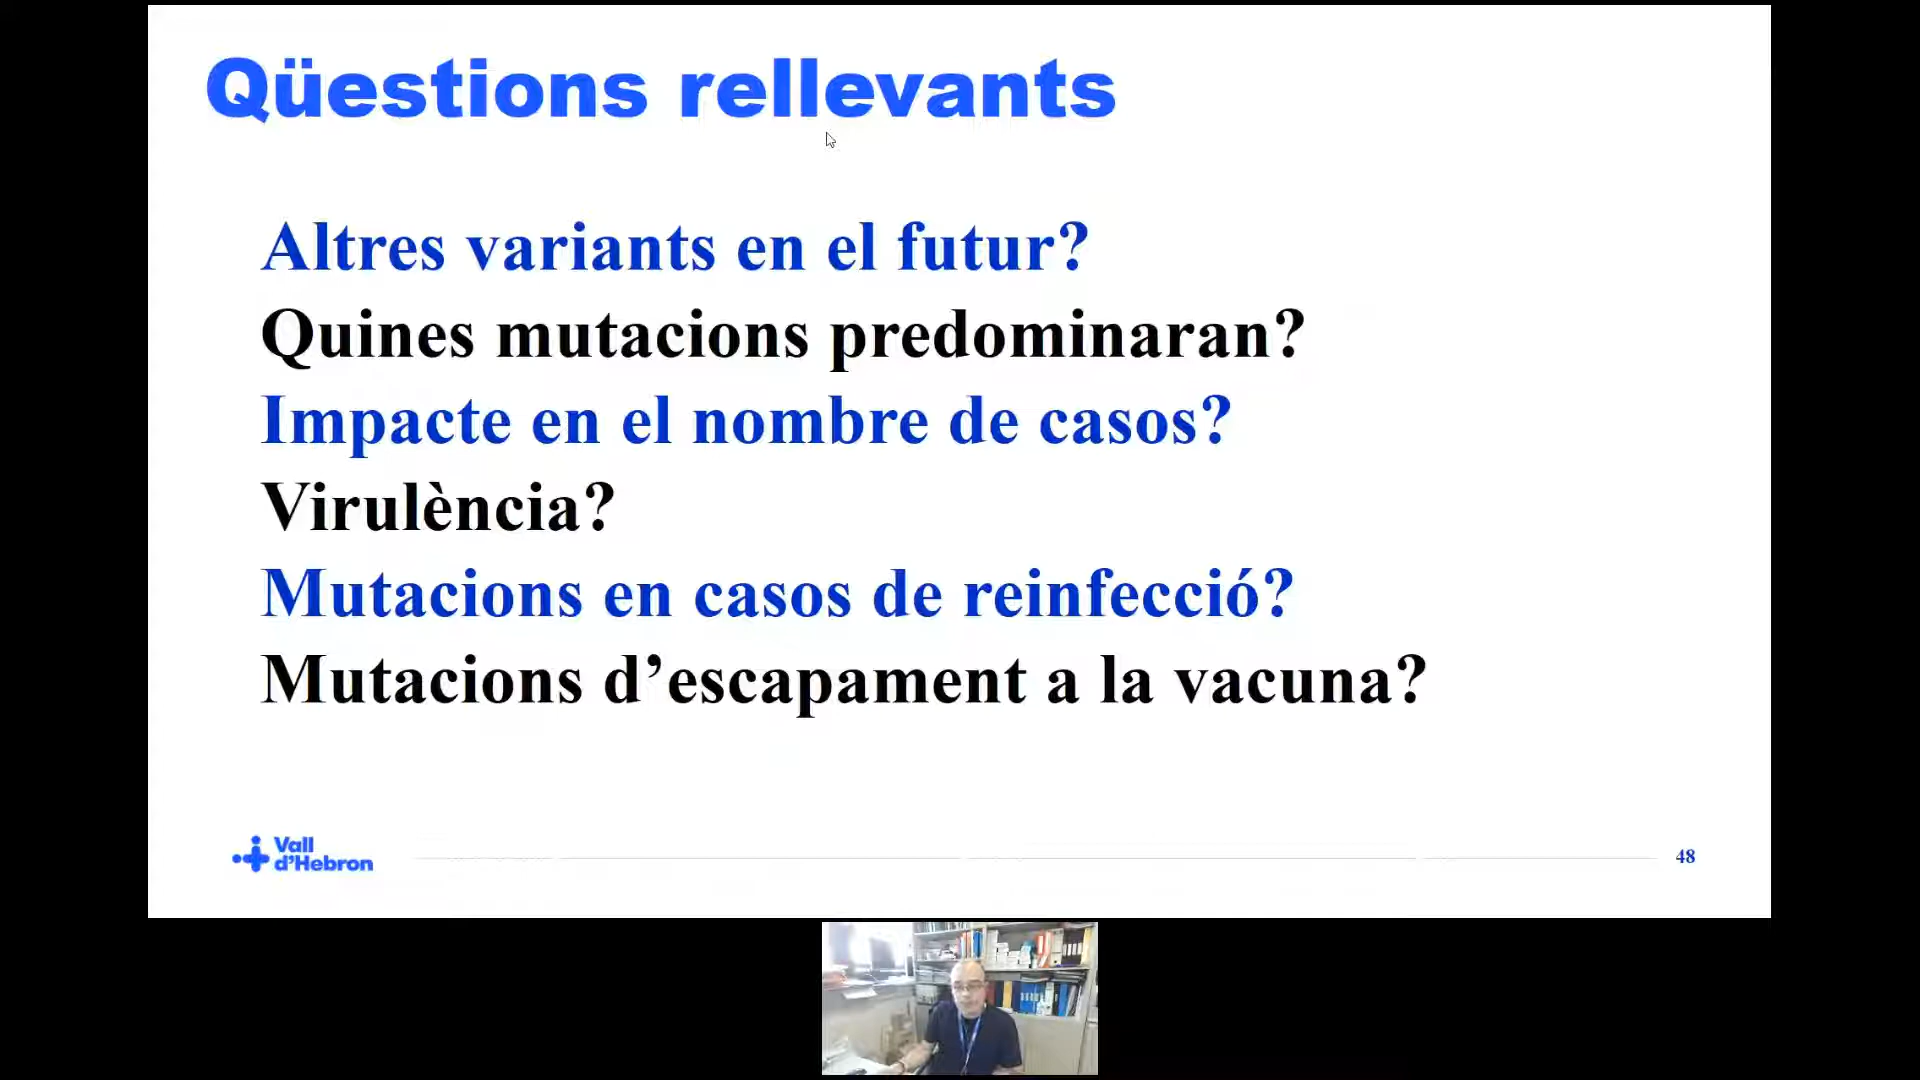 Qüestions rellevants
Altres variants en el futur?
Quines mutacions predominaran?
Impacte en el nombre de casos?
Virulència?
Mutacions en casos de reinfecció?
Mutacions d’escapament a la vacuna?
Vall
d’Hebron
48